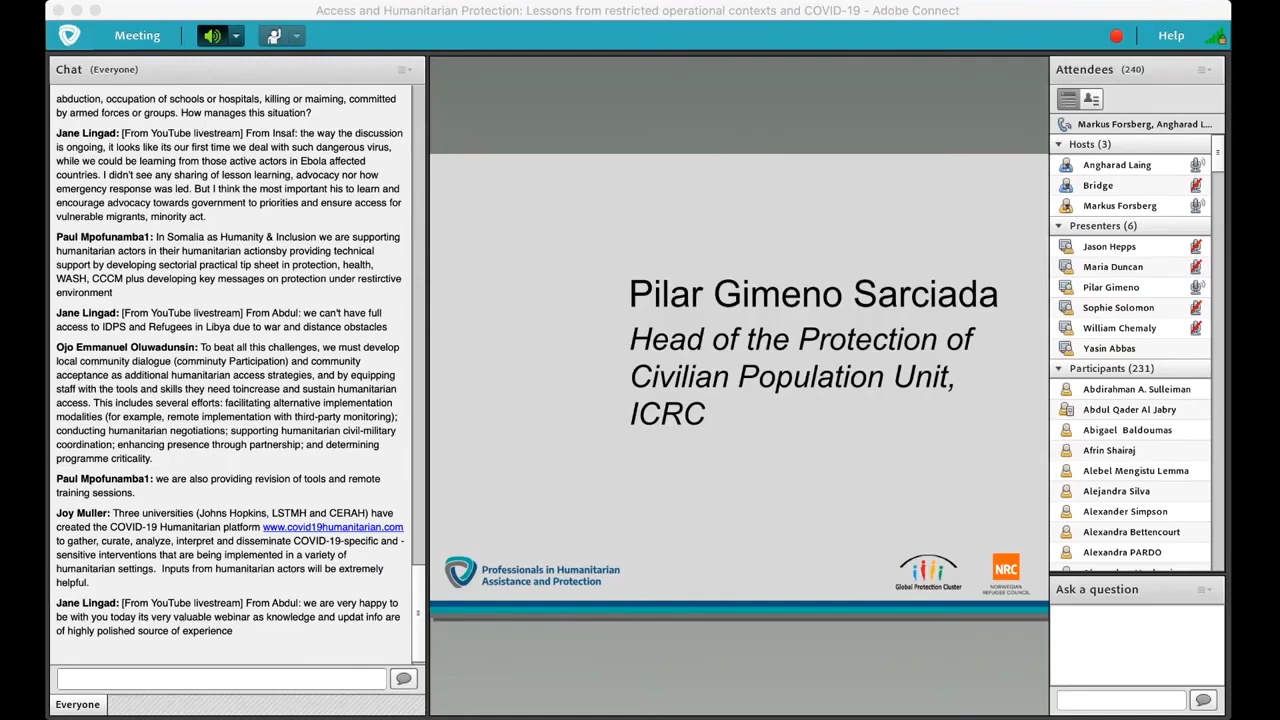 Access and Humanitarian Protection: Lessons from restricted operational contexts and COVID-19 - Adobe Connect
Meeting
Help
Chat (Everyone)
abduction, occupation of schools or hospitals, killing or maiming, committed
by armed forces or groups. How manages this situation?
Jane Lingad: [From YouTube livestream] From Insaf: the way the discussion
is ongoing, it looks like its our first time we deal with such dangerous virus,
while we could be learning from those active actors in Ebola affected
countries. I didn't see any sharing of lesson learning, advocacy nor how
emergency response was led. But I think the most important his to learn and
encourage advocacy towards government to priorities and ensure access for
vulnerable migrants, minority act.
Paul Mpofunamba1: In Somalia as Humanity & Inclusion we are supporting
humanitarian actors in their humanitarian actionsby providing technical
support by developing sectorial practical tip sheet in protection, health,
WASH, CCCM plus developing key messages on protection under restirctive
environment
Jane Lingad: [From YouTube livestream] From Abdul: we can't have full
access to IDPS and Refugees in Libya due to war and distance obstacles
Ojo Emmanuel Oluwadunsin: To beat all this challenges, we must develop
local community dialogue (comminuty Participation) and community
acceptance as additional humanitarian access strategies, and by equipping
staff with the tools and skills they need toincrease and sustain humanitarian
access. This includes several efforts: facilitating alternative implementation
modalities (for example, remote implementation with third-party monitoring);
conducting humanitarian negotiations; supporting humanitarian civil-military
coordination; enhancing presence through partnership; and determining
programme criticality.
Paul Mpofunamba1: we are also providing revision of tools and remote
training sessions.
Joy Muller: Three universities (Johns Hopkins, LSTMH and CERAH) have
created the COVID-19 Humanitarian platform www.covid19humanitarian.com
to gather, curate, analyze, interpret and disseminate COVID-19-specific and -
sensitive interventions that are being implemented in a variety of
humanitarian settings.  Inputs from humanitarian actors will be extremely
helpful.
Jane Lingad: [From YouTube livestream] From Abdul: we are very happy to
be with you today its very valuable webinar as knowledge and updat info are
of highly polished source of experience
Everyone
Pilar Gimeno Sarciada
Head of the Protection of
Civilian Population Unit,
ICRC
Professionals in Humanitarian
Assistance and Protection
Global Protection Cluster
NRC
NORWEGIAN
REFUGEE COUNCIL
Attendees (240)
Markus Forsberg, Angharad L...
Hosts (3)
Angharad Laing
Bridge
Markus Forsberg
Presenters (6)
Jason Hepps
Maria Duncan
Pilar Gimeno
Sophie Solomon
William Chemaly
Yasin Abbas
Participants (231)
Abdirahman A. Sulleiman
Abdul Qader Al Jabry
Abigael Baldoumas
Afrin Shairaj
Alebel Mengistu Lemma
Alejandra Silva
Alexander Simpson
Alexandra Bettencourt
Alexandra PARDO
Ask a question